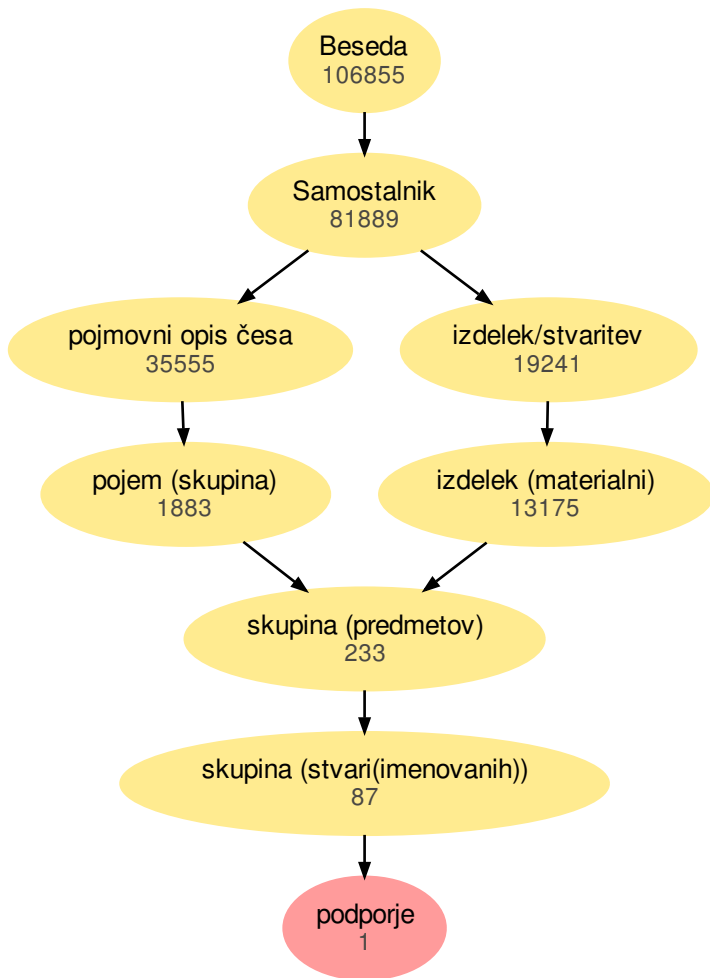 Beseda
106855
Samostalnik
81889
pojmovni opis česa
35555
izdelek/stvaritev
19241
pojem (skupina)
1883
izdelek (materialni)
13175
skupina (predmetov)
233
skupina (stvari(imenovanih))
87
podporje
1